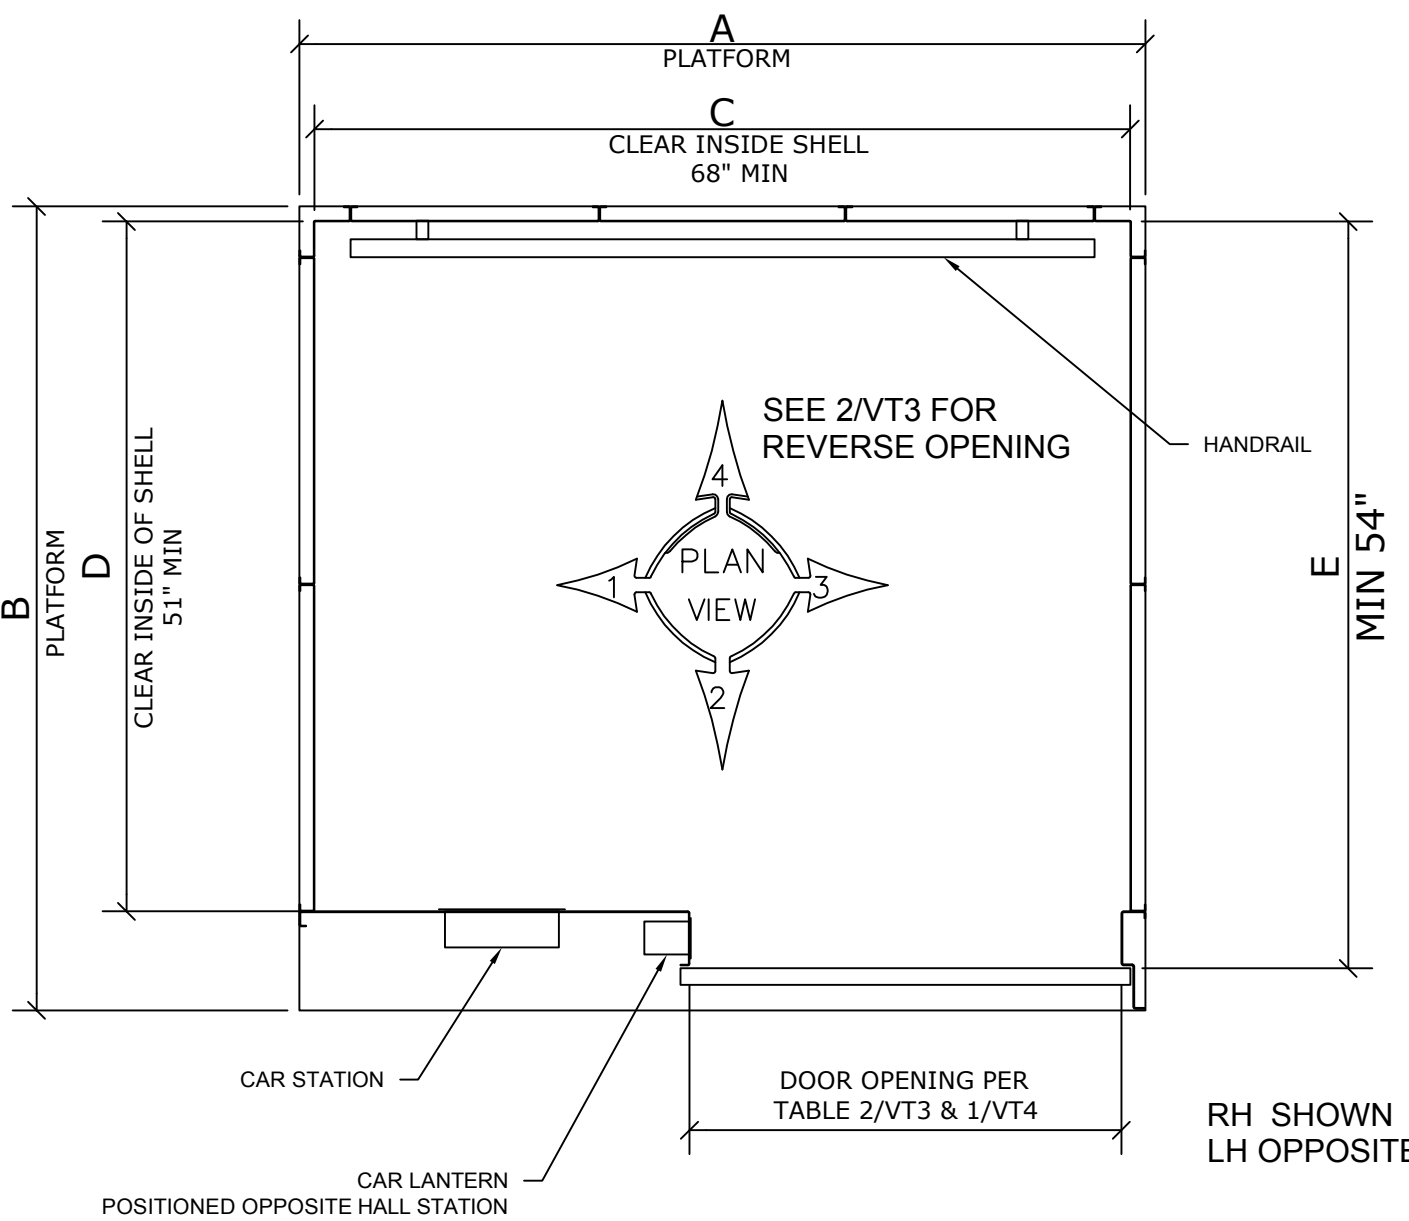 A
PLATFORM
C
CLEAR INSIDE SHELL
68" MIN
SEE 2/VT3 FOR
REVERSE OPENING
HANDRAIL
4
1
PLAN
VIEW
3
2
B
PLATFORM
D
CLEAR INSIDE OF SHELL
51" MIN
E
MIN 54"
CAR STATION
DOOR OPENING PER
TABLE 2/VT3 & 1/VT4
CAR LANTERN
POSITIONED OPPOSITE HALL STATION
RH SHOWN
LH OPPOSITE